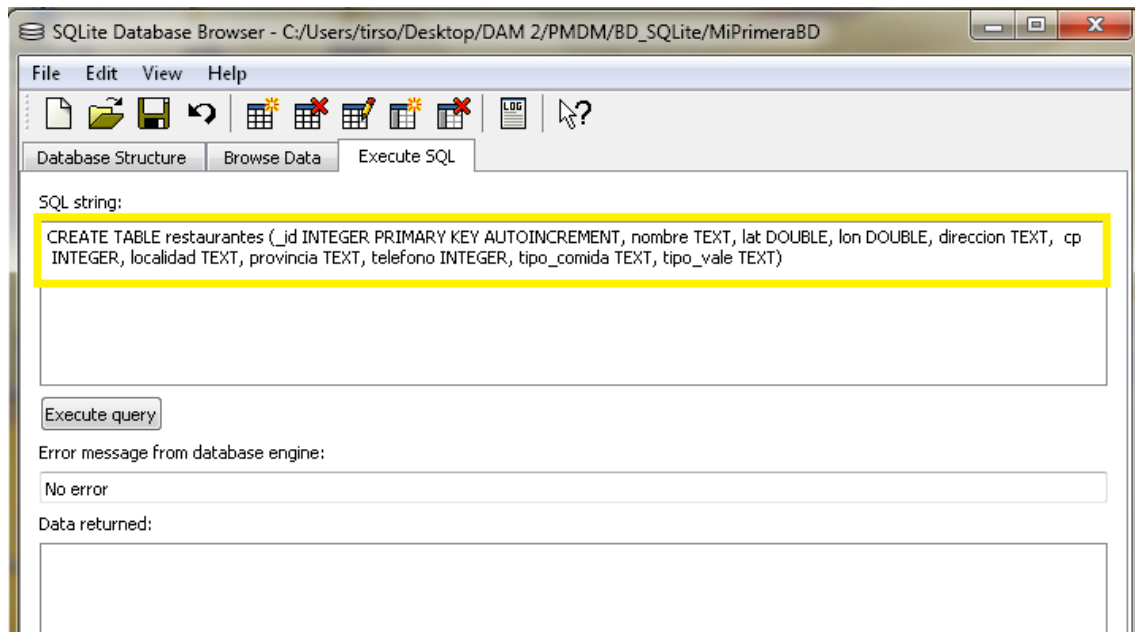 SQLite Database Browser - C:/Users/tirso/Desktop/DAM 2/PMDM/BD_SQLite/MiPrimeraBD
File Edit View Help
LOG ?
Database Structure Browse Data Execute SQL
SQL string:
CREATE TABLE restaurantes (_id INTEGER PRIMARY KEY AUTOINCREMENT, nombre TEXT, lat DOUBLE, lon DOUBLE, direccion TEXT, cp
INTEGER, localidad TEXT, provincia TEXT, telefono INTEGER, tipo_comida TEXT, tipo_vale TEXT)
Execute query
Error message from database engine:
No error
Data returned: